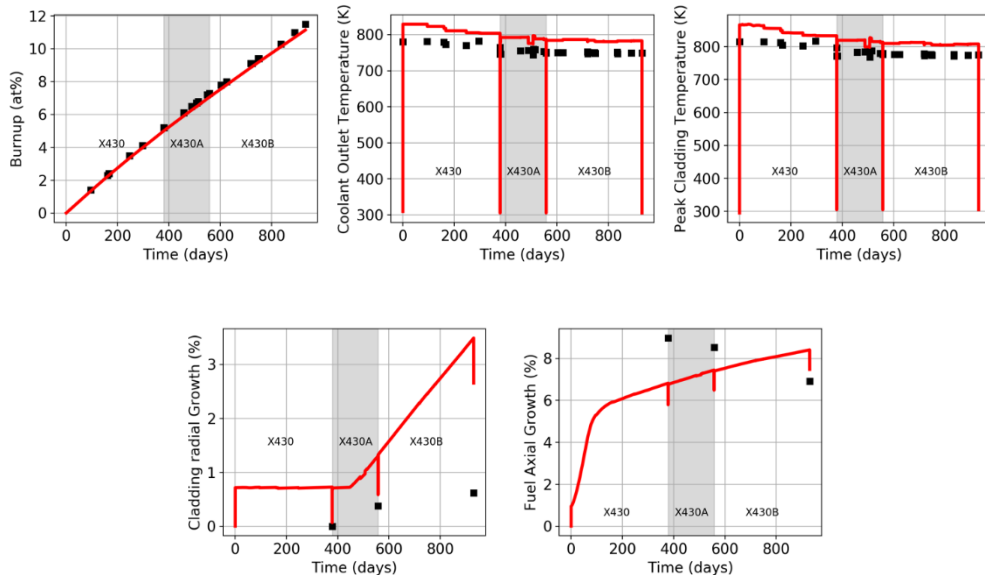 Burnup (at%)
12
10
8
6
4
2
0
X430
X430A
X430B
0
200
400
600
800
Time (days)
Coolant Outlet Temperature (K)
800
700
600
500
400
300
X430
X430A
X430B
0
200
400
600
800
Time (days)
Peak Cladding Temperature (K)
800
700
600
500
400
300
X430
X430A
X430B
0
200
400
600
800
Time (days)
Cladding radial Growth (%)
3
2
1
0
X430
X430A
X430B
0
200
400
600
800
Time (days)
Fuel Axial Growth (%)
8
6
4
2
0
X430
X430A
X430B
0
200
400
600
800
Time (days)